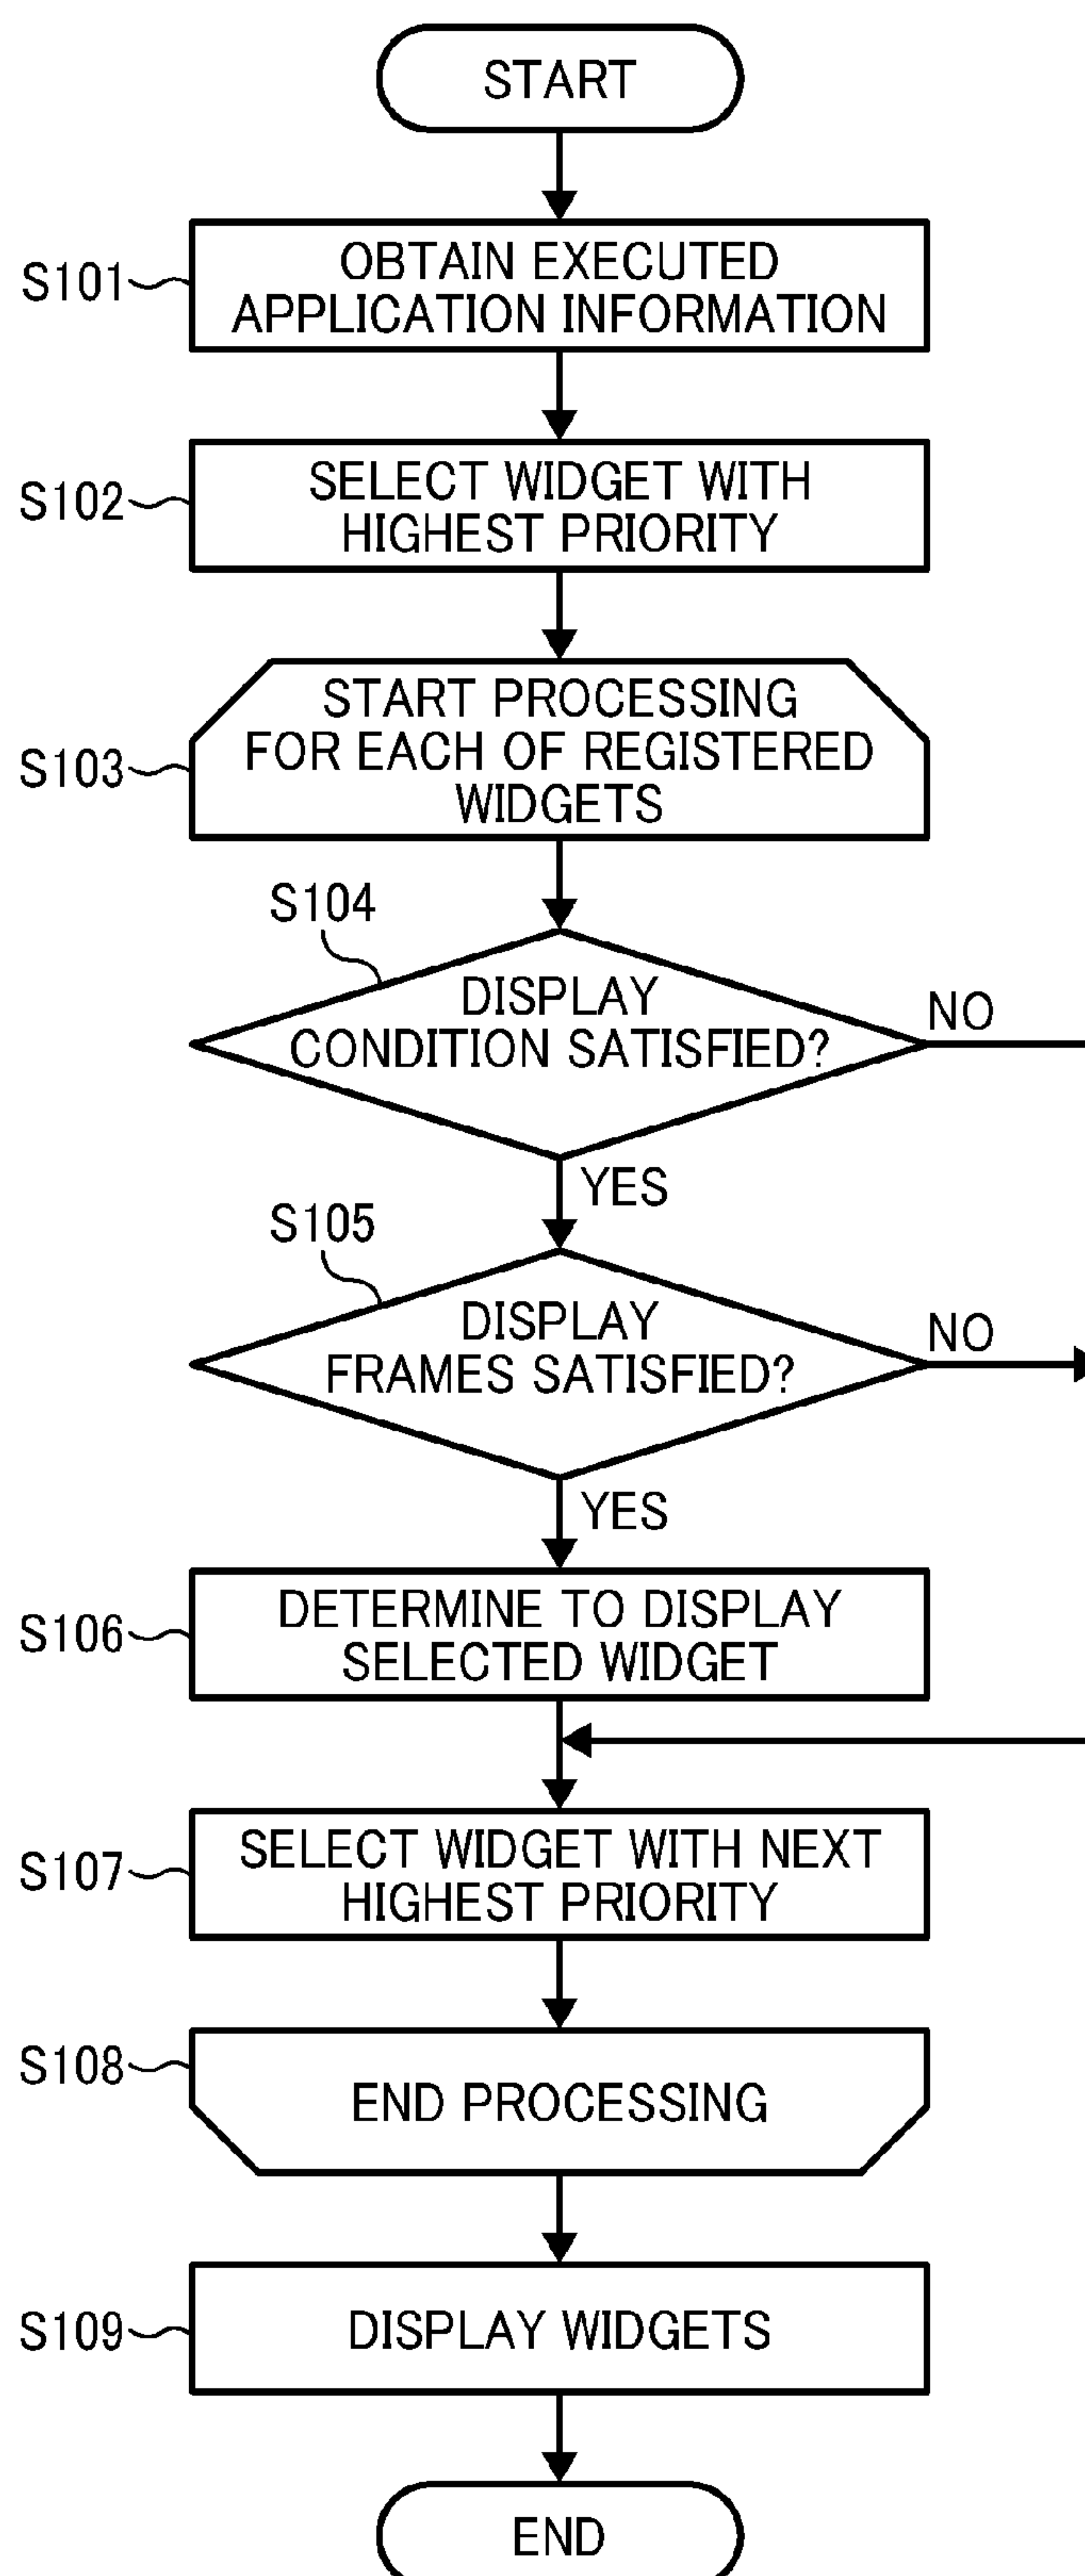 START
S101
OBTAIN EXECUTED
APPLICATION INFORMATION
S102
SELECT WIDGET WITH
HIGHEST PRIORITY
S103
START PROCESSING
FOR EACH OF REGISTERED
WIDGETS
S104
DISPLAY
CONDITION SATISFIED?
NO
YES
S105
DISPLAY
FRAMES SATISFIED?
NO
YES
S106
DETERMINE TO DISPLAY
SELECTED WIDGET
S107
SELECT WIDGET WITH NEXT
HIGHEST PRIORITY
S108
END PROCESSING
S109
DISPLAY WIDGETS
END